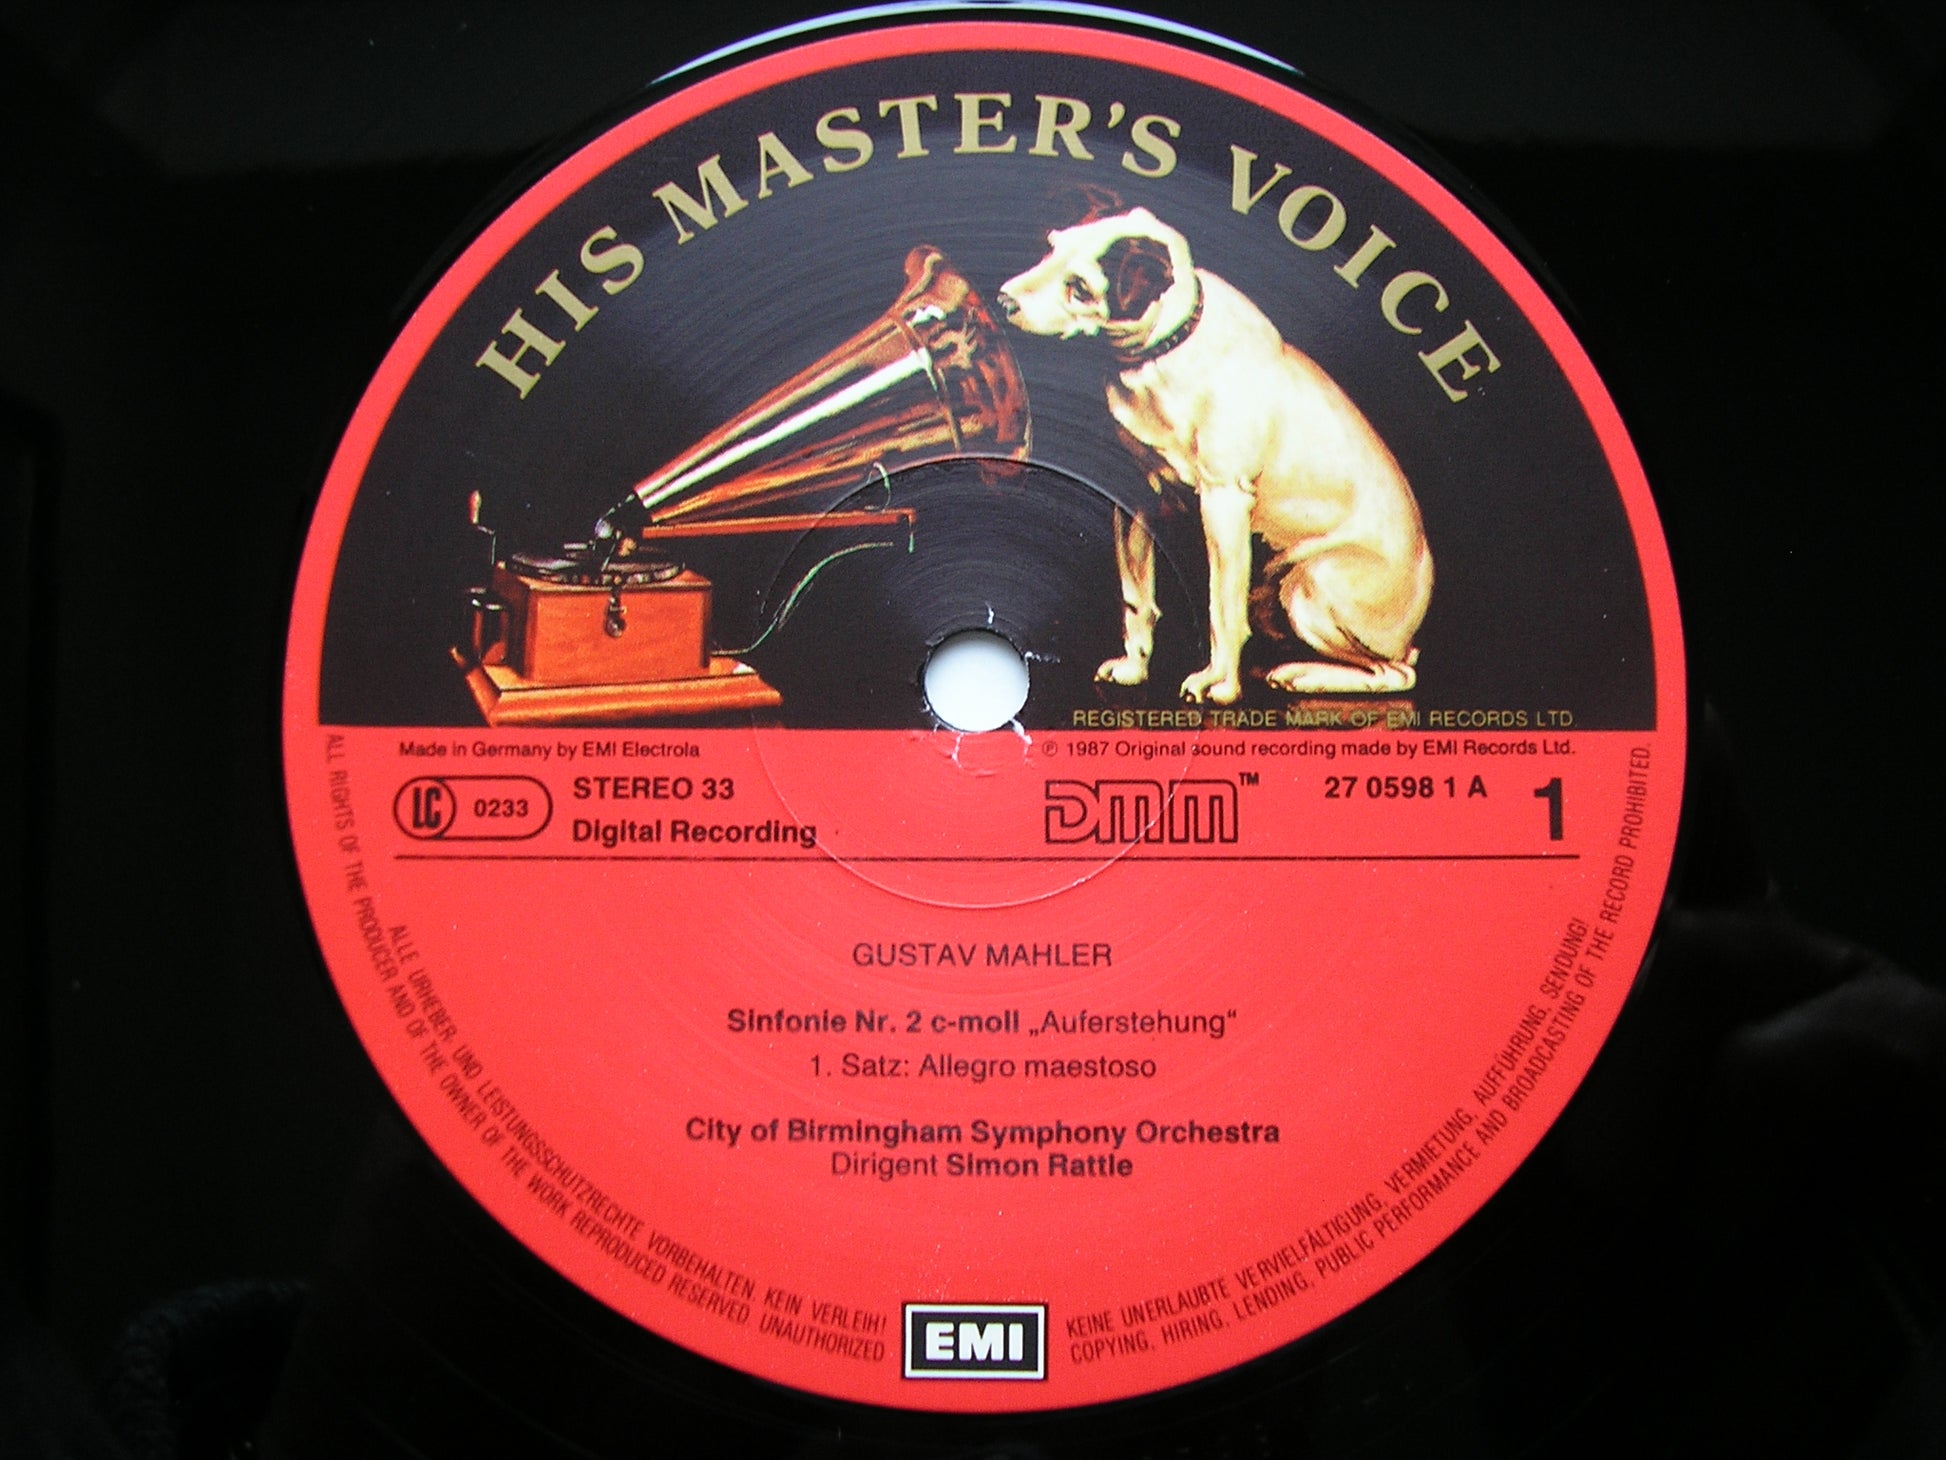 HIS MASTER'S VOICE
REGISTERED TRADE MARK OF EMI RECORDS LTD.
Made in Germany by EMI Electrola
℗ 1987 Original sound recording made by EMI Records Ltd.
LC 0233
STEREO 33
Digital Recording
DMM™
27 0598 1 A
1
GUSTAV MAHLER
Sinfonie Nr. 2 c-moll „Auferstehung“
1. Satz: Allegro maestoso
City of Birmingham Symphony Orchestra
Dirigent Simon Rattle
ALLE URHEBER- UND LEISTUNGSSCHUTZRECHTE VORBEHALTEN. KEIN VERLEIH! KEINE UNERLAUBTE VERVIELFÄLTIGUNG, VERMIETUNG, AUFFÜHRUNG, SENDUNG!
ALL RIGHTS OF THE PRODUCER AND OF THE OWNER OF THE WORK REPRODUCED RESERVED UNAUTHORIZED COPYING, HIRING, LENDING, PUBLIC PERFORMANCE AND BROADCASTING OF THE RECORD PROHIBITED.
EMI